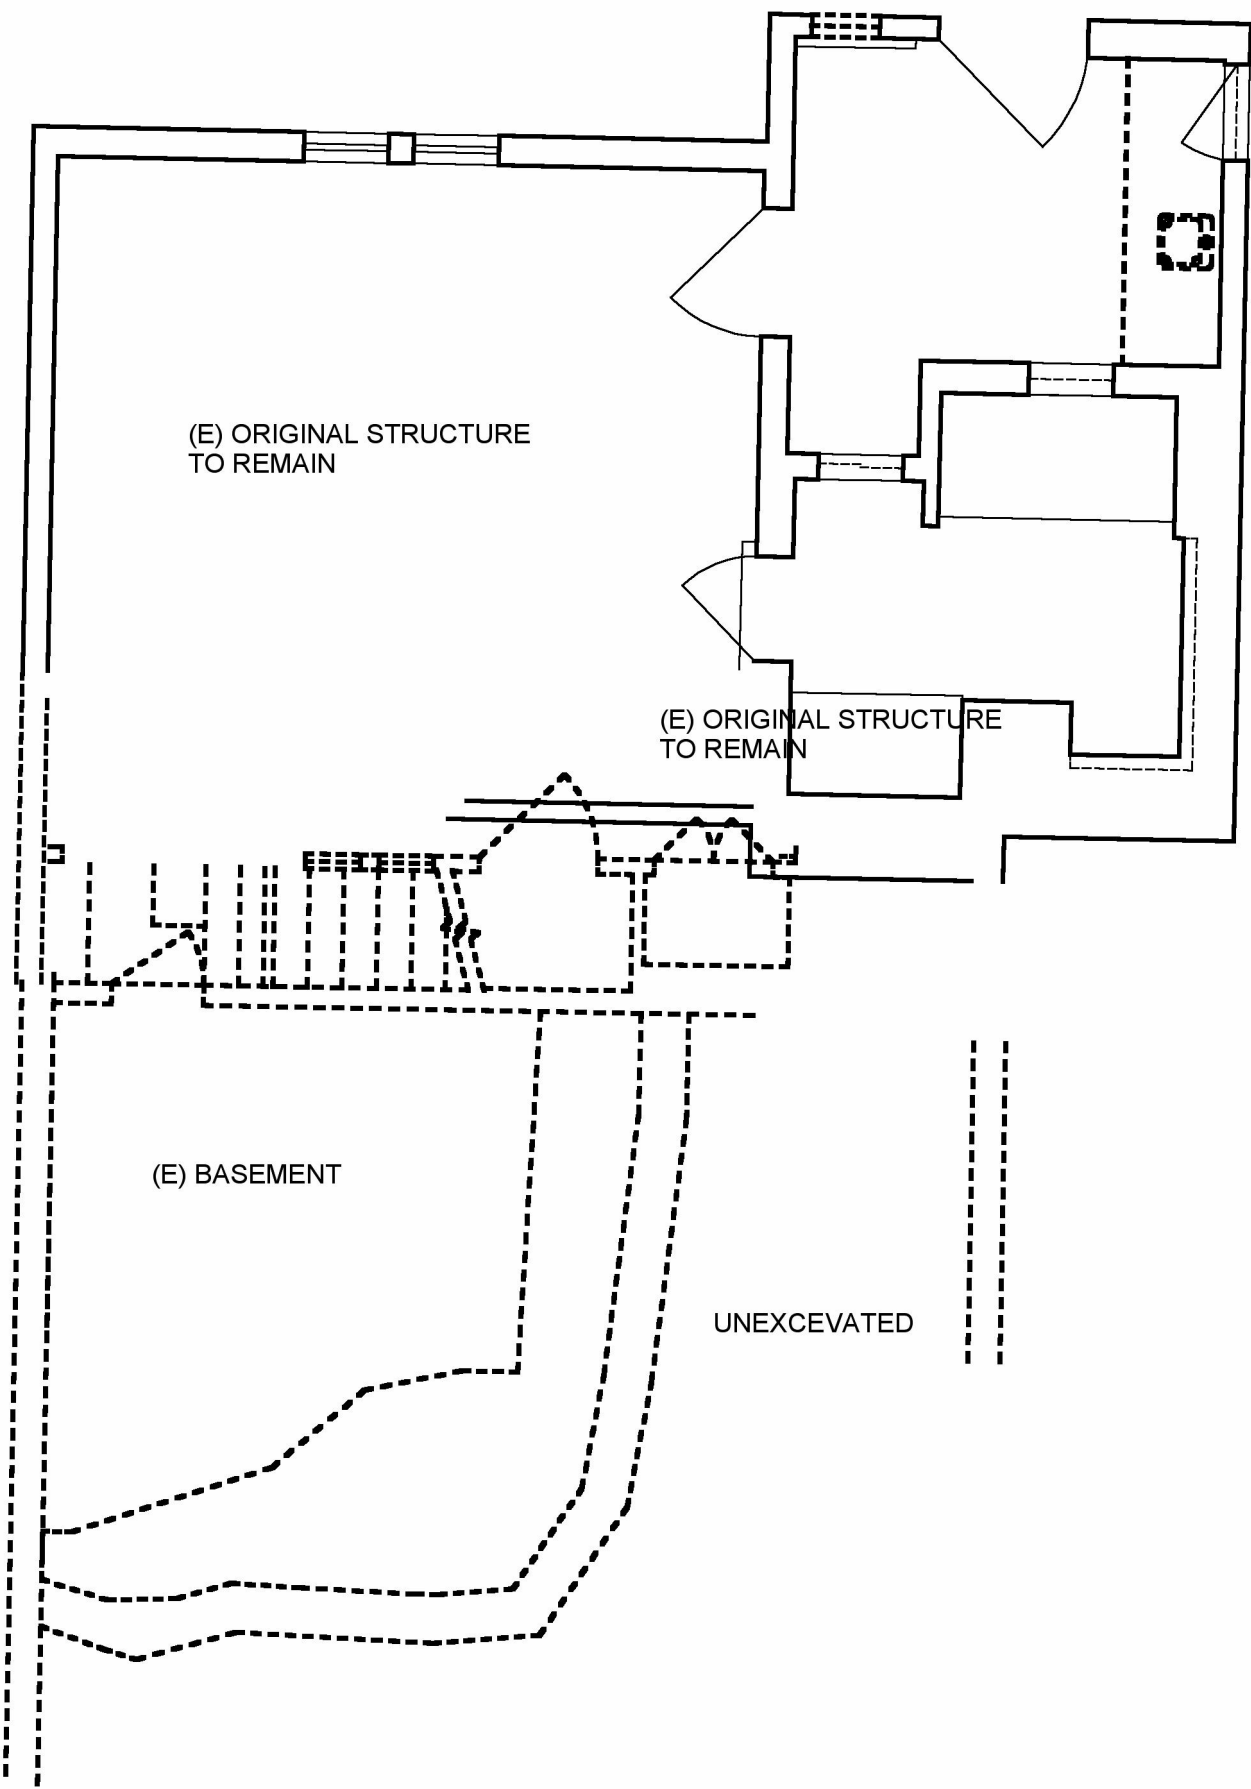 (E) ORIGINAL STRUCTURE
TO REMAIN
(E) ORIGINAL STRUCTURE
TO REMAIN
(E) BASEMENT
UNEXCEVATED